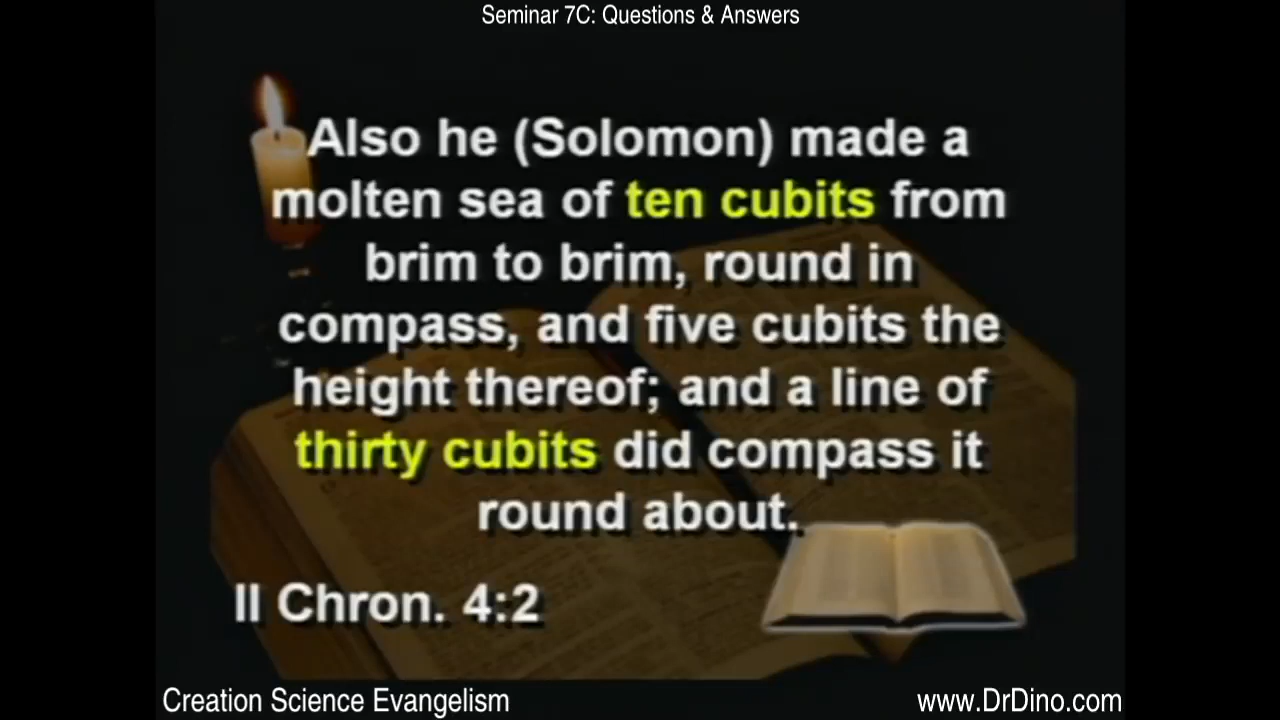 Seminar 7C: Questions & Answers
Also he (Solomon) made a
molten sea of ten cubits from
brim to brim, round in
compass, and five cubits the
height thereof; and a line of
thirty cubits did compass it
round about.
II Chron. 4:2
Creation Science Evangelism
www.DrDino.com